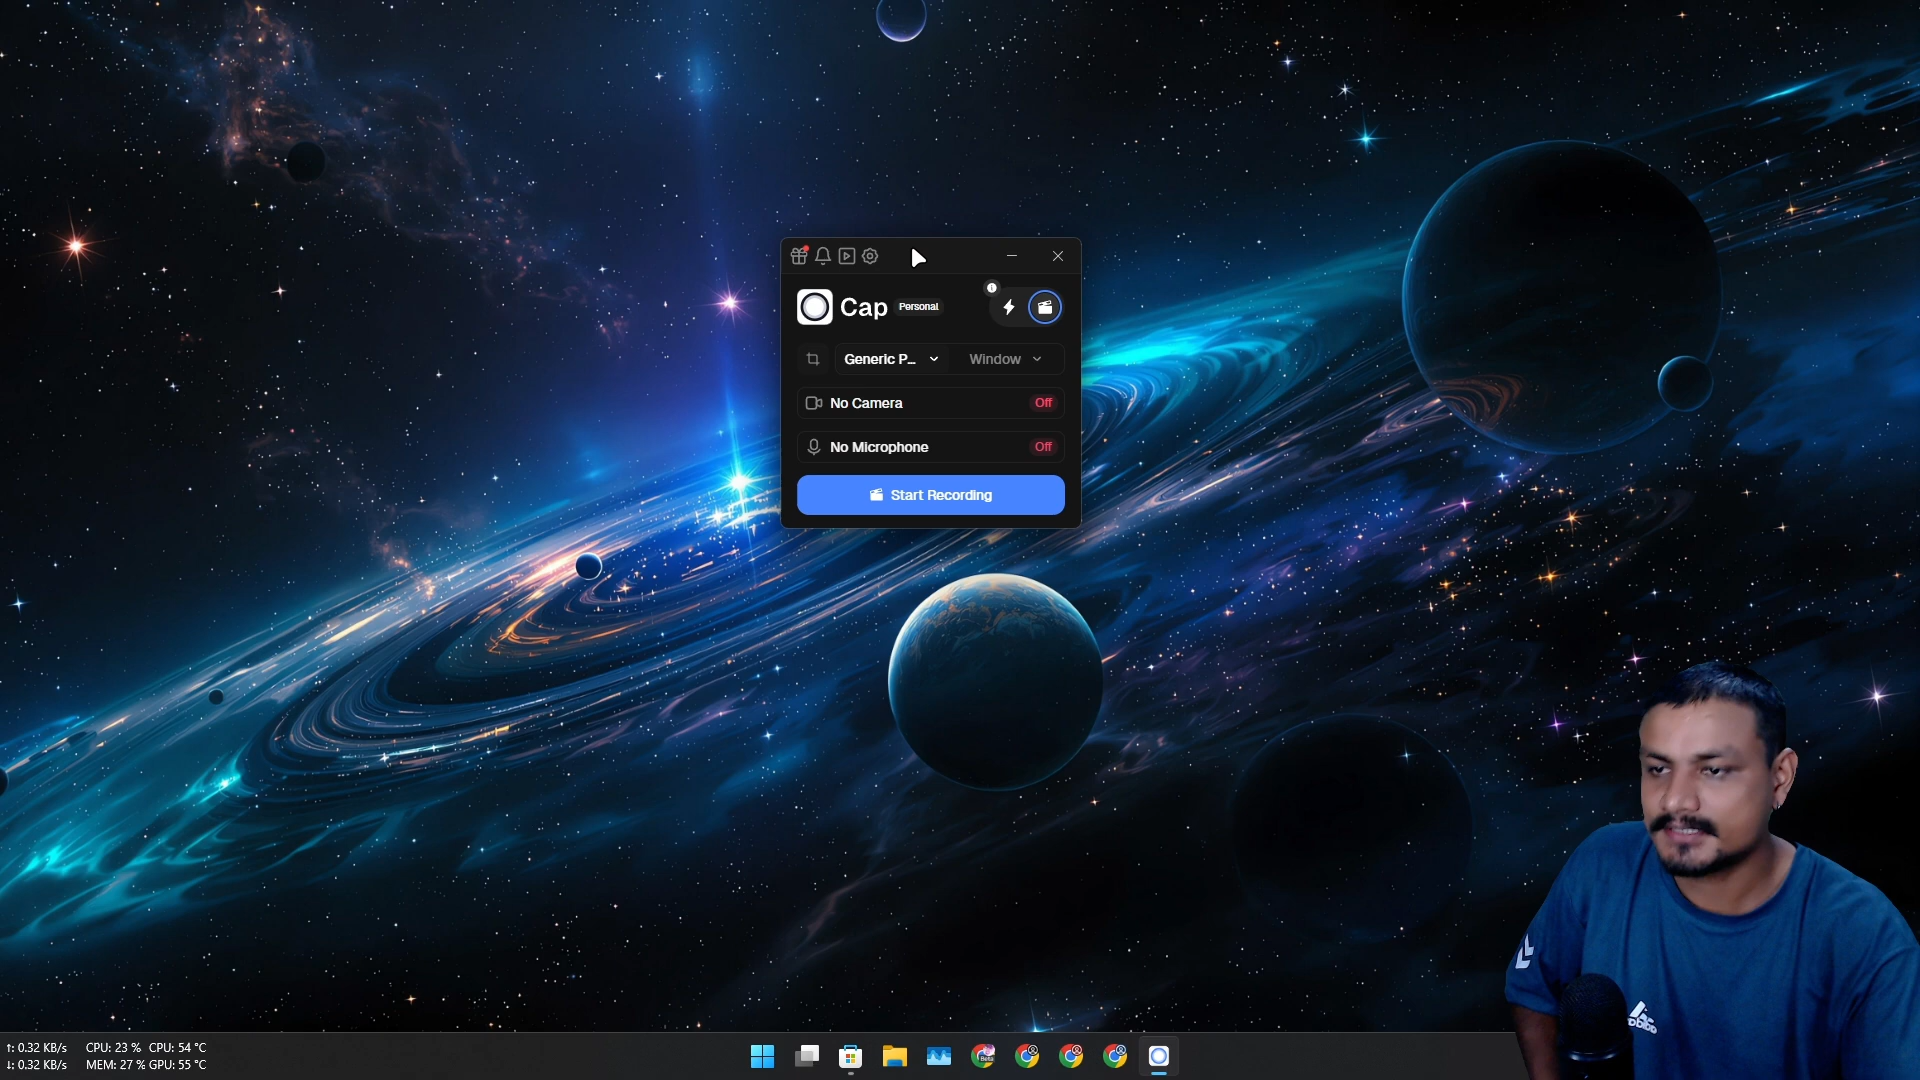 Cap Personal
Generic P... Window
No Camera Off
No Microphone Off
Start Recording
↑: 0.32 KB/s CPU: 23 % CPU: 54 °C
↓: 0.32 KB/s MEM: 27 % GPU: 55 °C
Beta